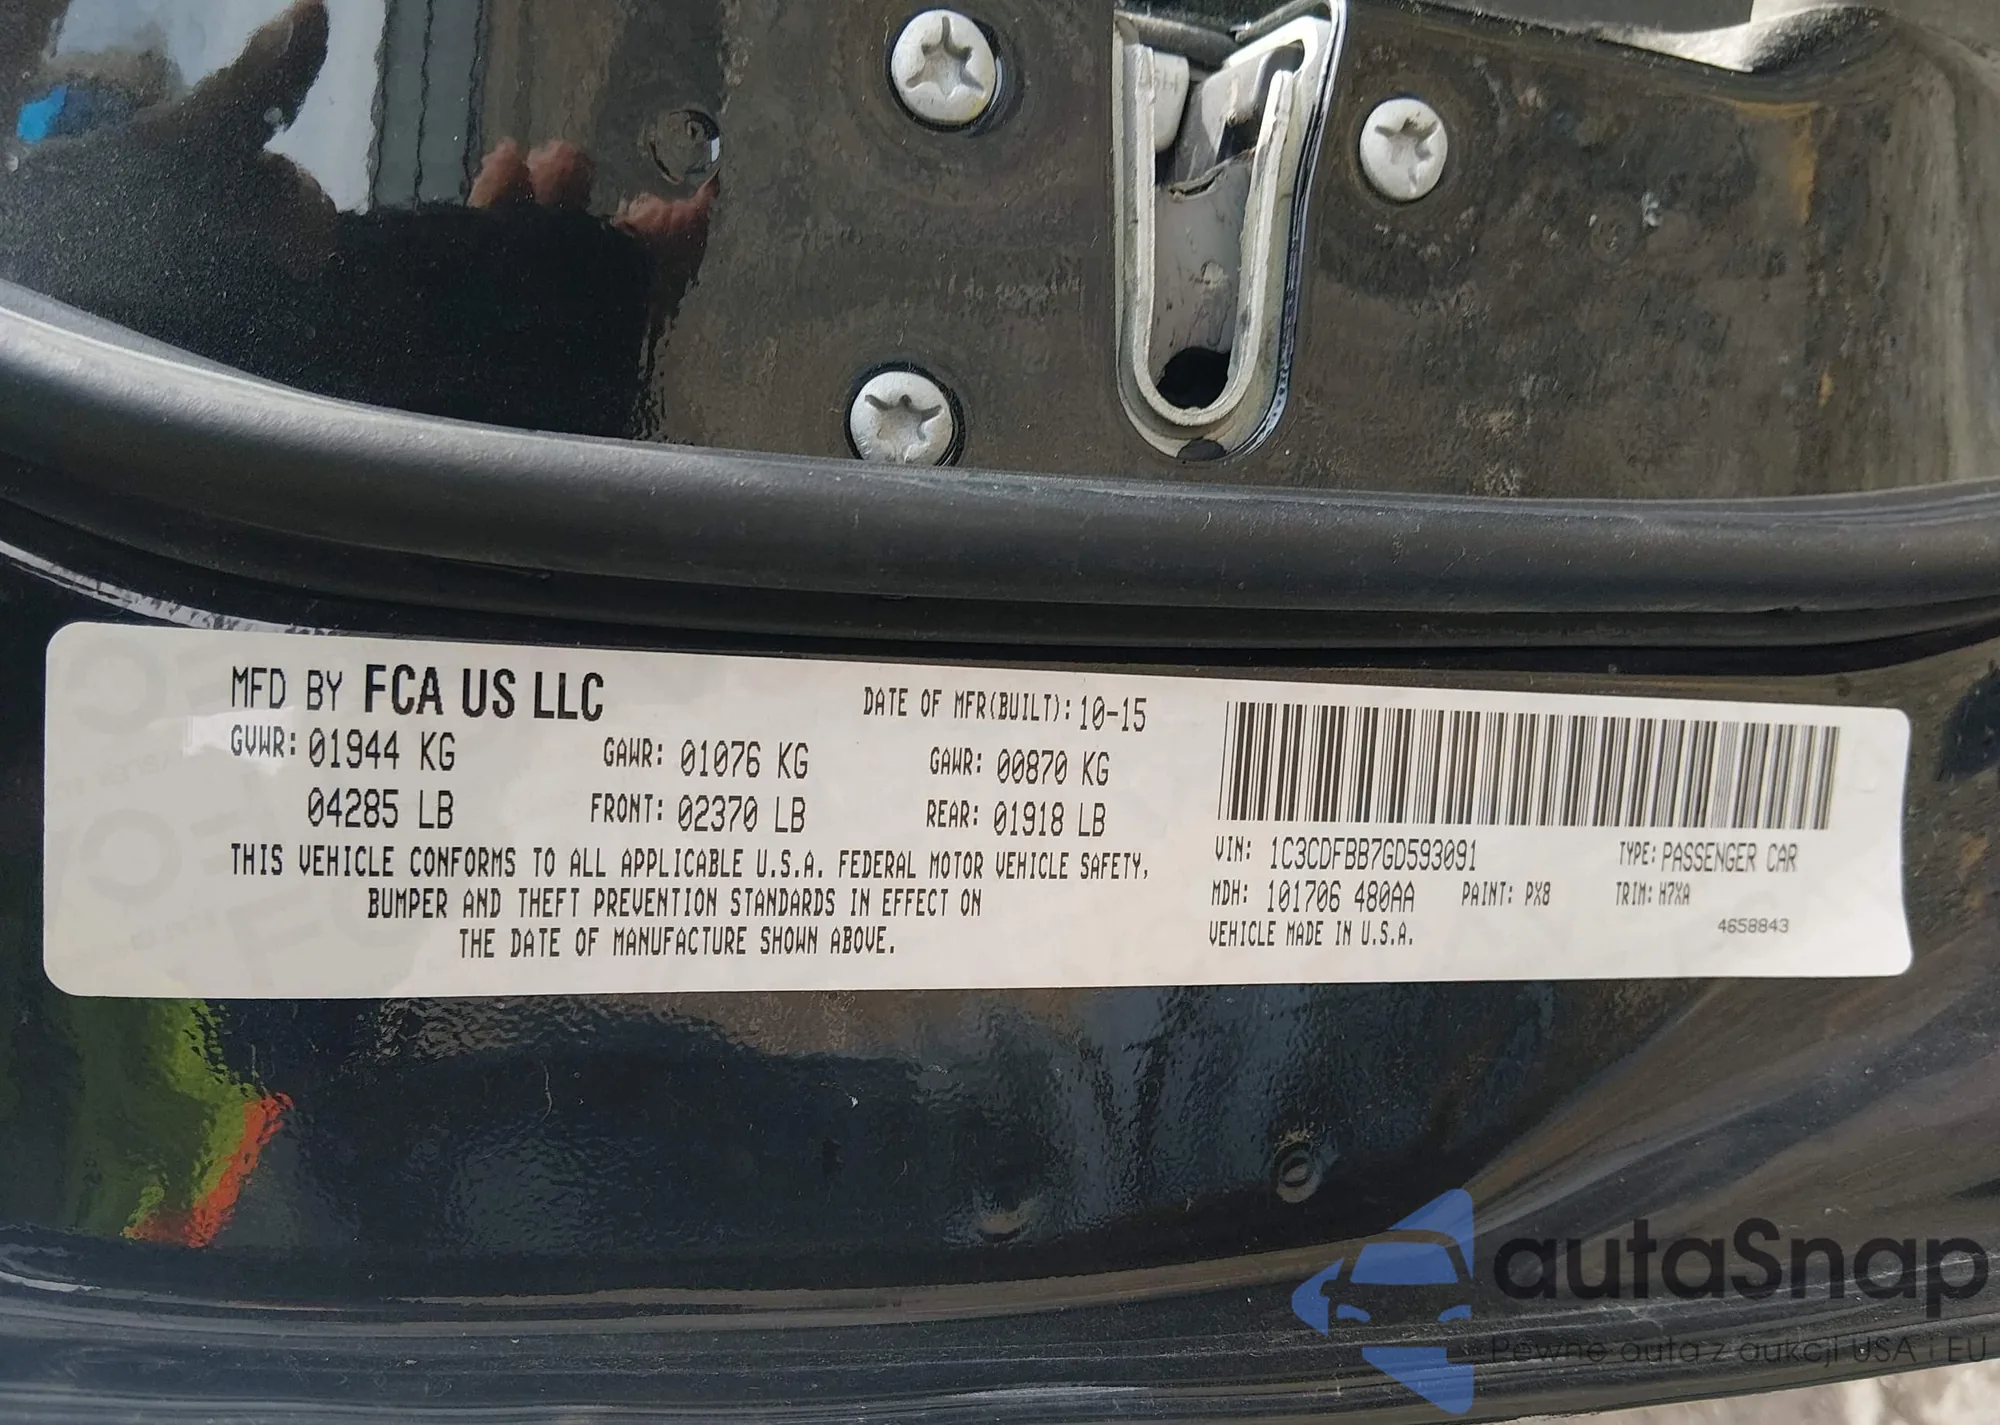 MFD BY FCA US LLC DATE OF MFR(BUILT): 10-15
GVWR: 01944 KG GAWR: 01076 KG GAWR: 00870 KG
04285 LB FRONT: 02370 LB REAR: 01918 LB
THIS VEHICLE CONFORMS TO ALL APPLICABLE U.S.A. FEDERAL MOTOR VEHICLE SAFETY,
BUMPER AND THEFT PREVENTION STANDARDS IN EFFECT ON
THE DATE OF MANUFACTURE SHOWN ABOVE.
VIN: 1C3CDFBB7GD593091 TYPE: PASSENGER CAR
MDH: 101706 480AA PAINT: PX8 TRIM: H7XA
VEHICLE MADE IN U.S.A. 4658843
autaSnap
Pewne auta z aukcji USA i EU